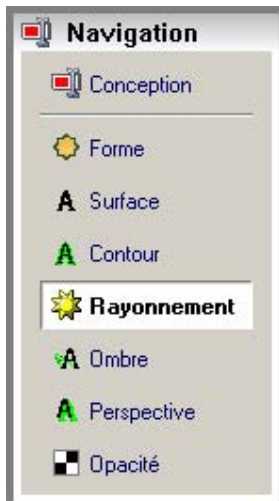 Navigation
Conception
Forme
Surface
Contour
Rayonnement
Ombre
Perspective
Opacité